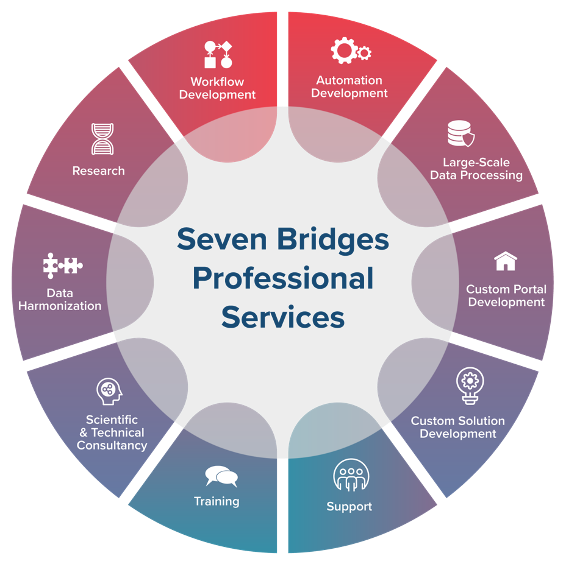 Seven Bridges
Professional
Services
Automation
Development
Large-Scale
Data Processing
Custom Portal
Development
Custom Solution
Development
Support
Training
Scientific
& Technical
Consultancy
Data
Harmonization
Research
Workflow
Development